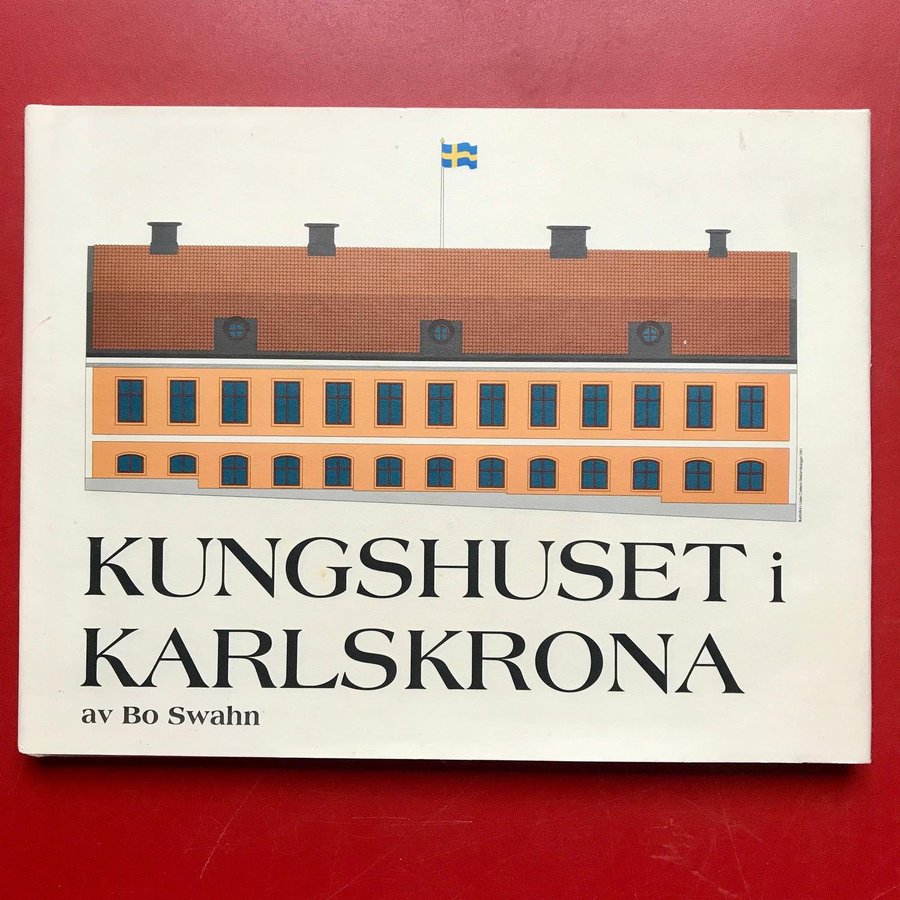 KUNGSHUSET i
KARLSKRONA
av Bo Swahn